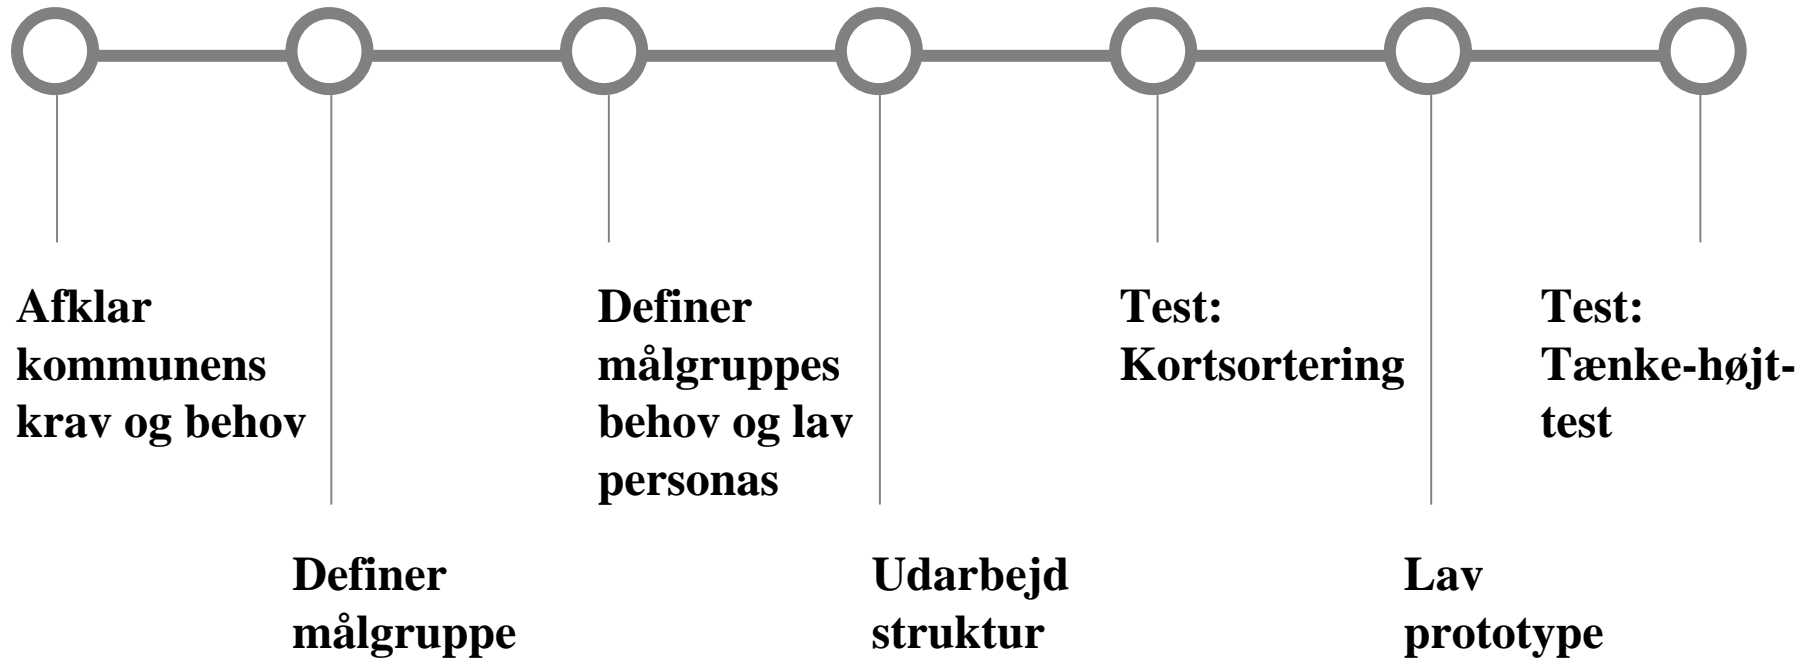 Afklar
kommunens
krav og behov
Definer
målgruppe
Definer
målgruppes
behov og lav
personas
Udarbejd
struktur
Test:
Kortsortering
Lav
prototype
Test:
Tænke-højt-
test